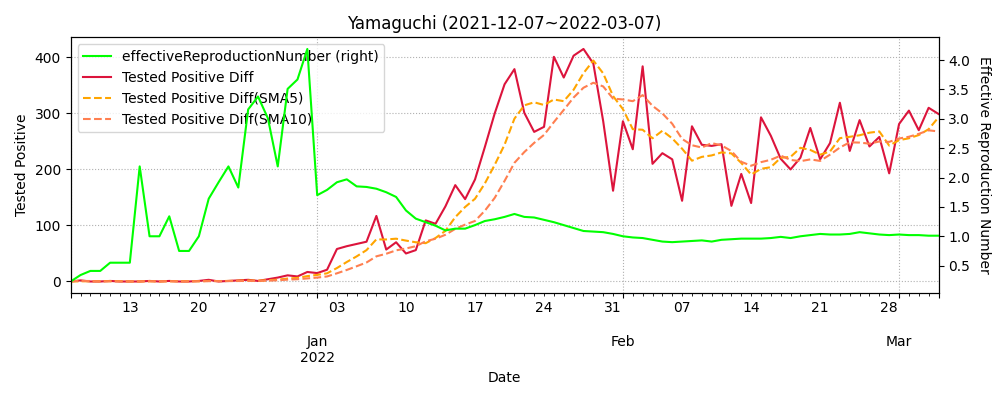 Yamaguchi (2021-12-07~2022-03-07)
effectiveReproductionNumber (right)
Tested Positive Diff
Tested Positive Diff(SMA5)
Tested Positive Diff(SMA10)
Tested Positive
400
300
200
100
0
4.0
3.5
3.0
2.5
2.0
1.5
1.0
0.5
Effective Reproduction Number
13 20 27 03 10 17 24 31 07 14 21 28
Jan Feb Mar
2022
Date